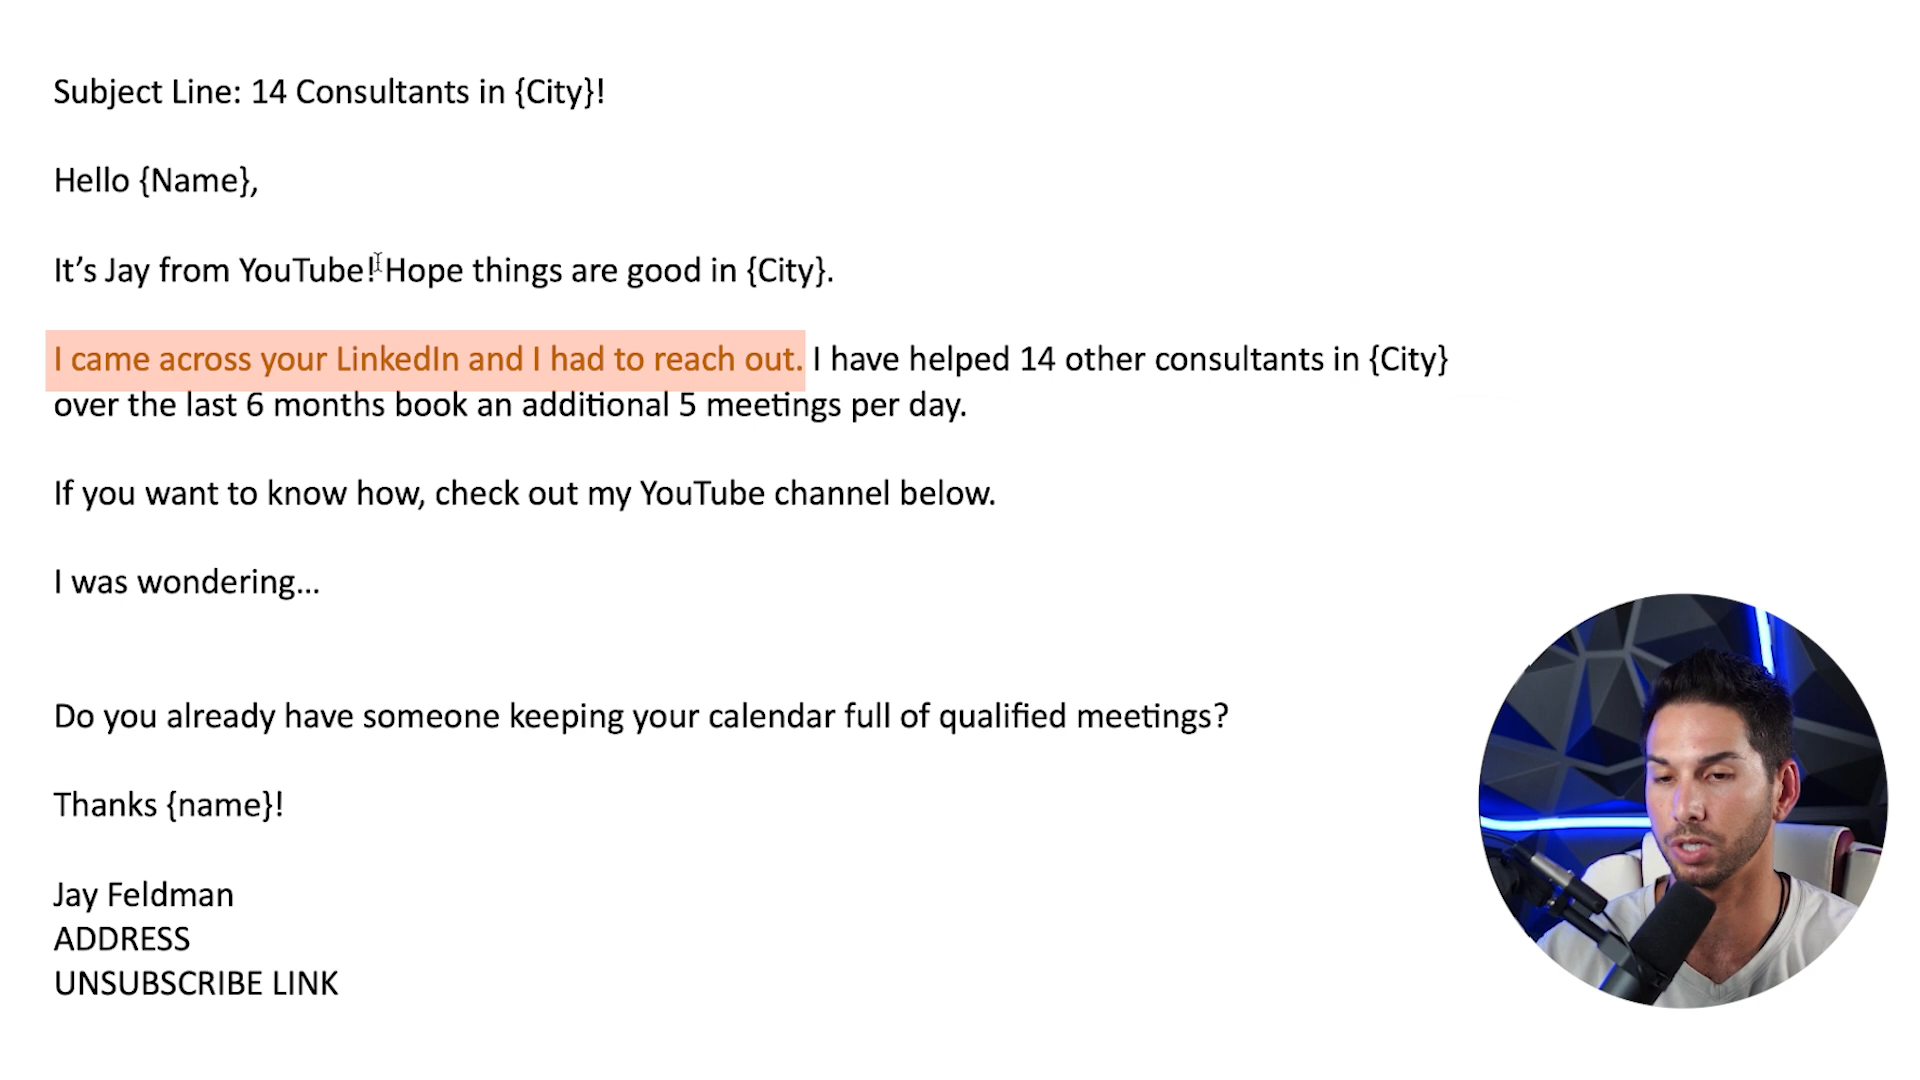 Subject Line: 14 Consultants in {City}!
Hello {Name},
It’s Jay from YouTube! Hope things are good in {City}.
I came across your LinkedIn and I had to reach out. I have helped 14 other consultants in {City}
over the last 6 months book an additional 5 meetings per day.
If you want to know how, check out my YouTube channel below.
I was wondering…
Do you already have someone keeping your calendar full of qualified meetings?
Thanks {name}!
Jay Feldman
ADDRESS
UNSUBSCRIBE LINK